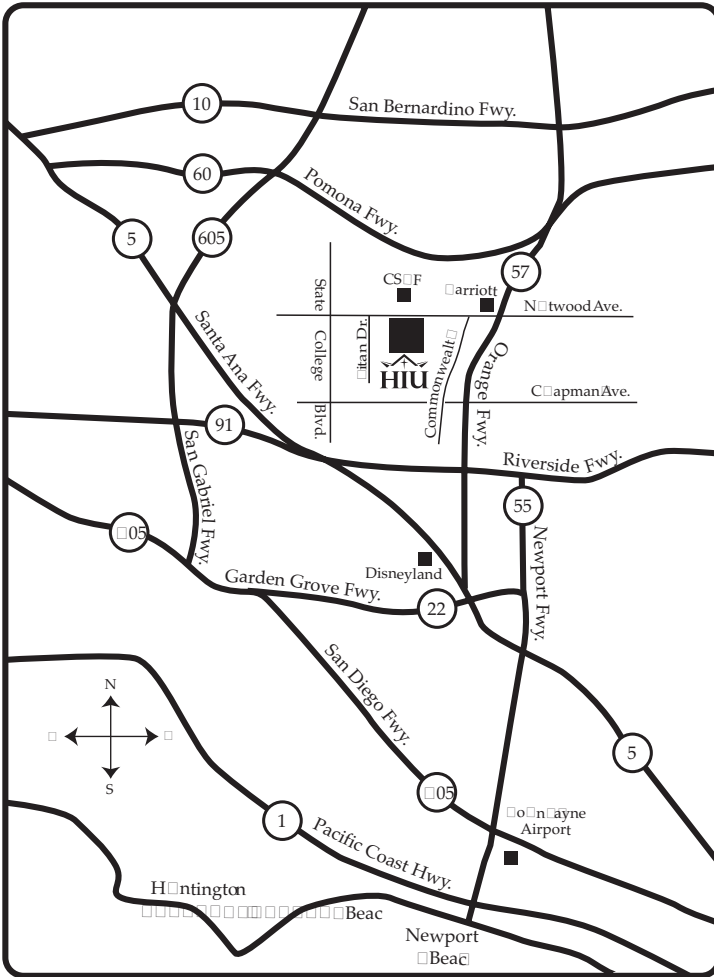 10
San Bernardino Fwy.
60
Pomona Fwy.
5
605
57
CS□F
□arriott
State
N□twood Ave.
College
□itan Dr.
HIU
Commonwealt□
Orange Fwy.
Santa Ana Fwy.
C□apman Ave.
Blvd.
91
San Gabriel Fwy.
Riverside Fwy.
□05
55
Newport Fwy.
Disneyland
Garden Grove Fwy.
22
San Diego Fwy.
N
S
5
□05
1
Pacific Coast Hwy.
□o□n □ayne
Airport
H□ntington
Beac
Newport
□Beac□